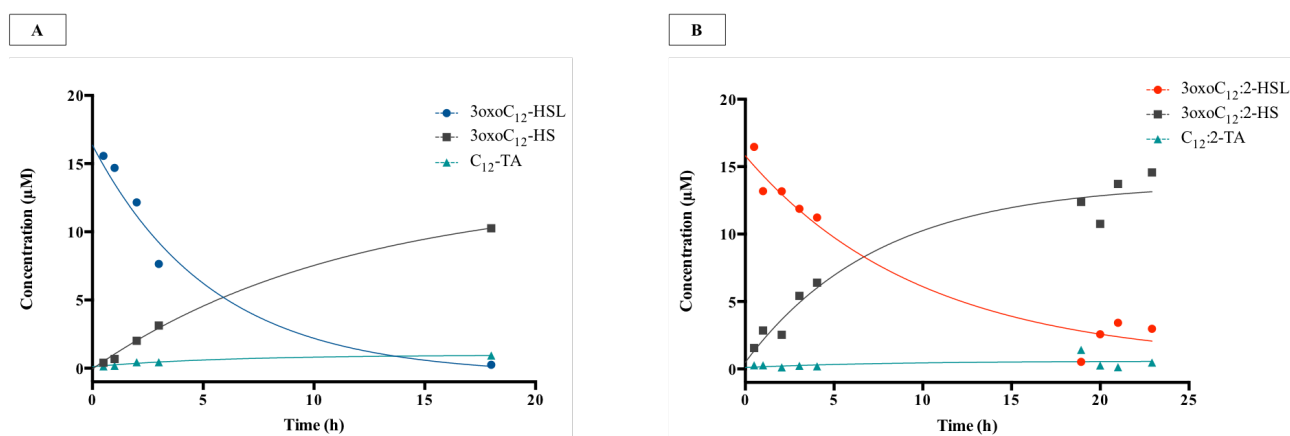 A
20
15
10
5
0
0 5 10 15 20
Concentration (µM)
Time (h)
3oxoC12-HSL
3oxoC12-HS
C12-TA
B
20
15
10
5
0
0 5 10 15 20 25
Concentration (µM)
Time (h)
3oxoC12:2-HSL
3oxoC12:2-HS
C12:2-TA